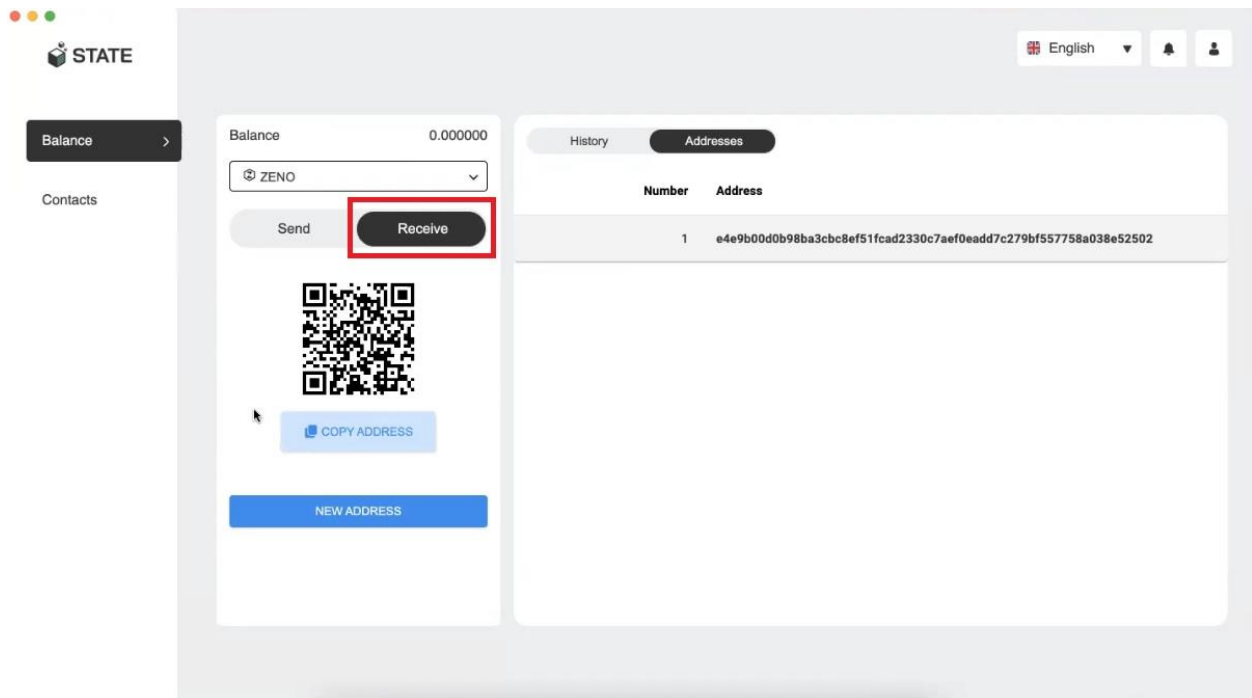 STATE
English
Balance
Contacts
Balance 0.000000
ZENO
Send Receive
COPY ADDRESS
NEW ADDRESS
History Addresses
Number Address
1 e4e9b00d0b98ba3cbc8ef51fcad2330c7aef0eadd7c279bf557758a038e52502